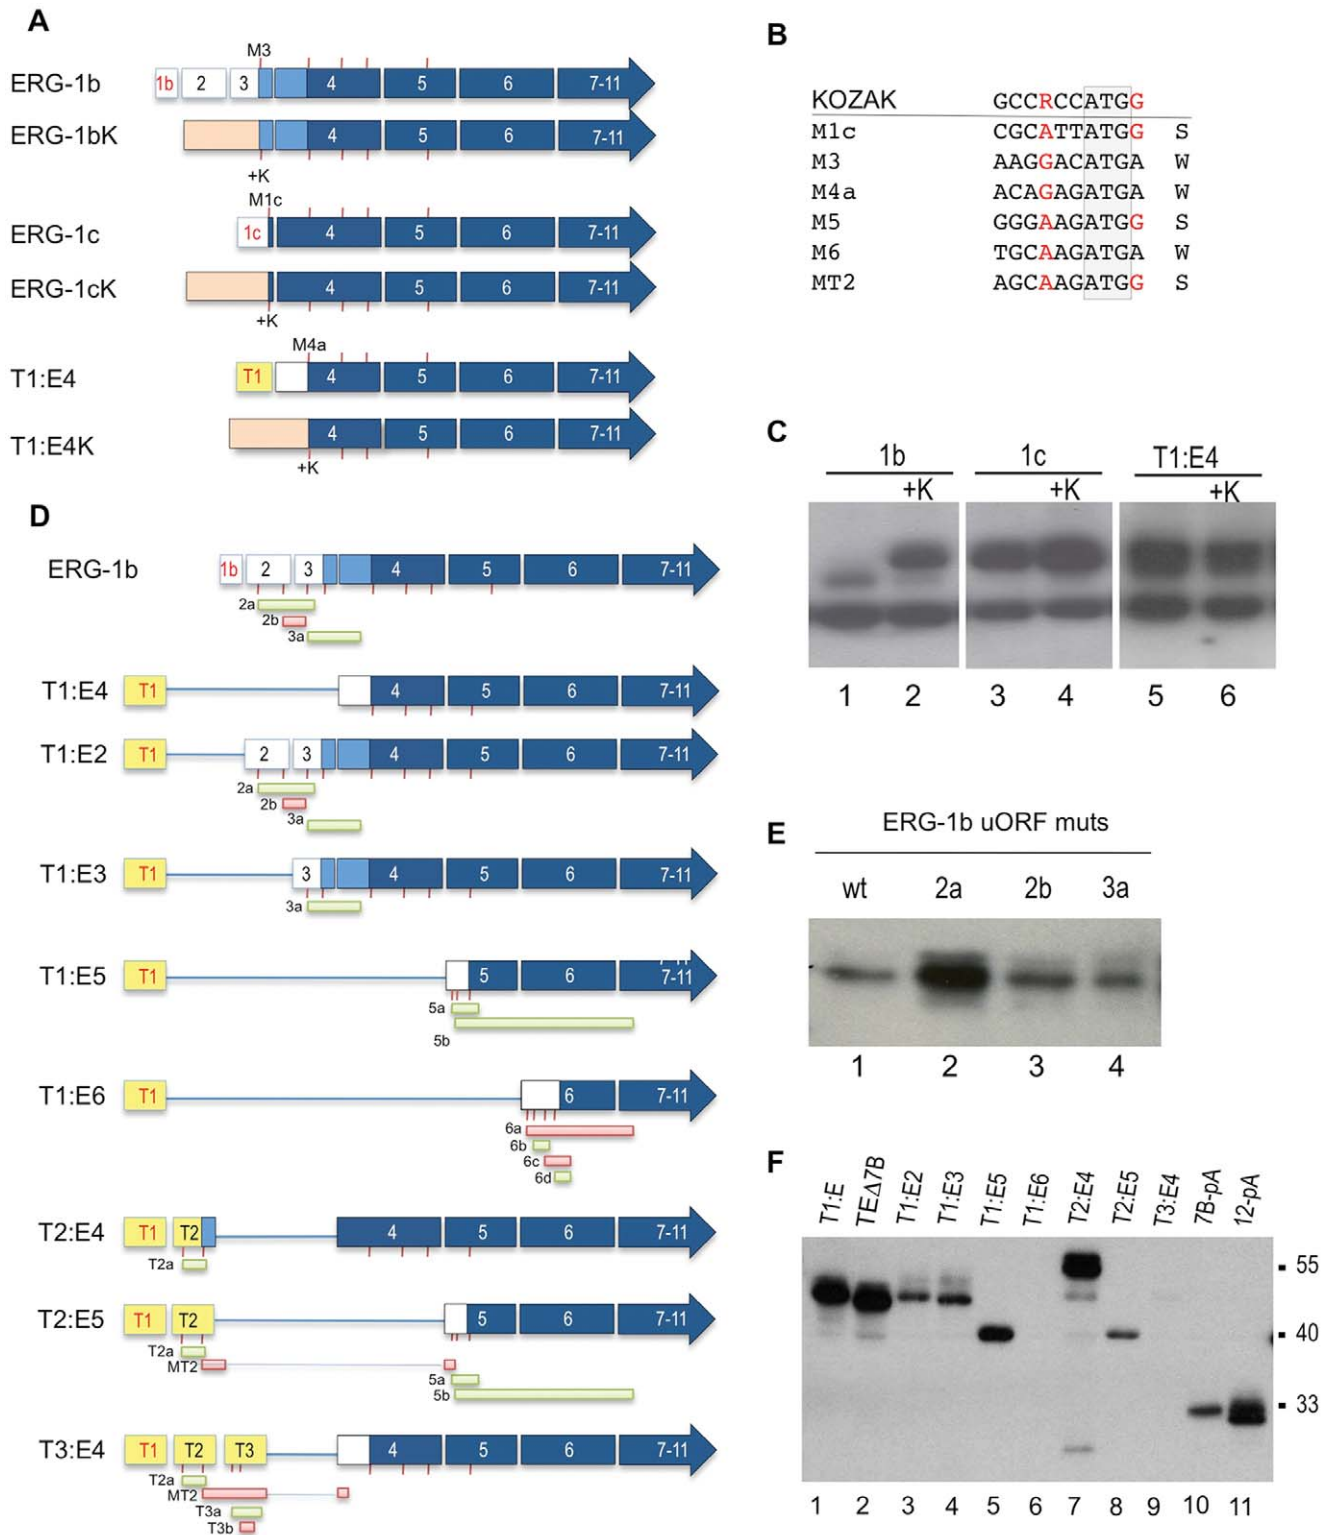 A
M3
ERG-1b 1b 2 3 4 5 6 7-11
ERG-1bK 4 5 6 7-11
+K
M1c
ERG-1c 1c 4 5 6 7-11
ERG-1cK 4 5 6 7-11
+K
M4a
T1:E4 T1 4 5 6 7-11
T1:E4K 4 5 6 7-11
+K
B
KOZAK GCCRCCATGG
M1c CGCATTATGG S
M3 AAGGACATGA W
M4a ACAGAGATGA W
M5 GGGAAGATGG S
M6 TGCAAGATGA W
MT2 AGCAAGATGG S
C
1b 1c T1:E4
+K +K +K
1 2 3 4 5 6
D
ERG-1b 1b 2 3 4 5 6 7-11
2a
2b
3a
T1:E4 T1 4 5 6 7-11
T1:E2 T1 2 3 4 5 6 7-11
2a
2b
3a
T1:E3 T1 3 4 5 6 7-11
3a
T1:E5 T1 5 6 7-11
5a
5b
T1:E6 T1 6 7-11
6a
6b
6c
6d
T2:E4 T1 T2 4 5 6 7-11
T2a
T2:E5 T1 T2 5 6 7-11
T2a
MT2
5a
5b
T3:E4 T1 T2 T3 4 5 6 7-11
T2a
MT2
T3a
T3b
E
ERG-1b uORF muts
wt 2a 2b 3a
1 2 3 4
F
T1:E TEΔ7B T1:E2 T1:E3 T1:E5 T1:E6 T2:E4 T2:E5 T3:E4 7B-pA 12-pA
55
40
33
1 2 3 4 5 6 7 8 9 10 11